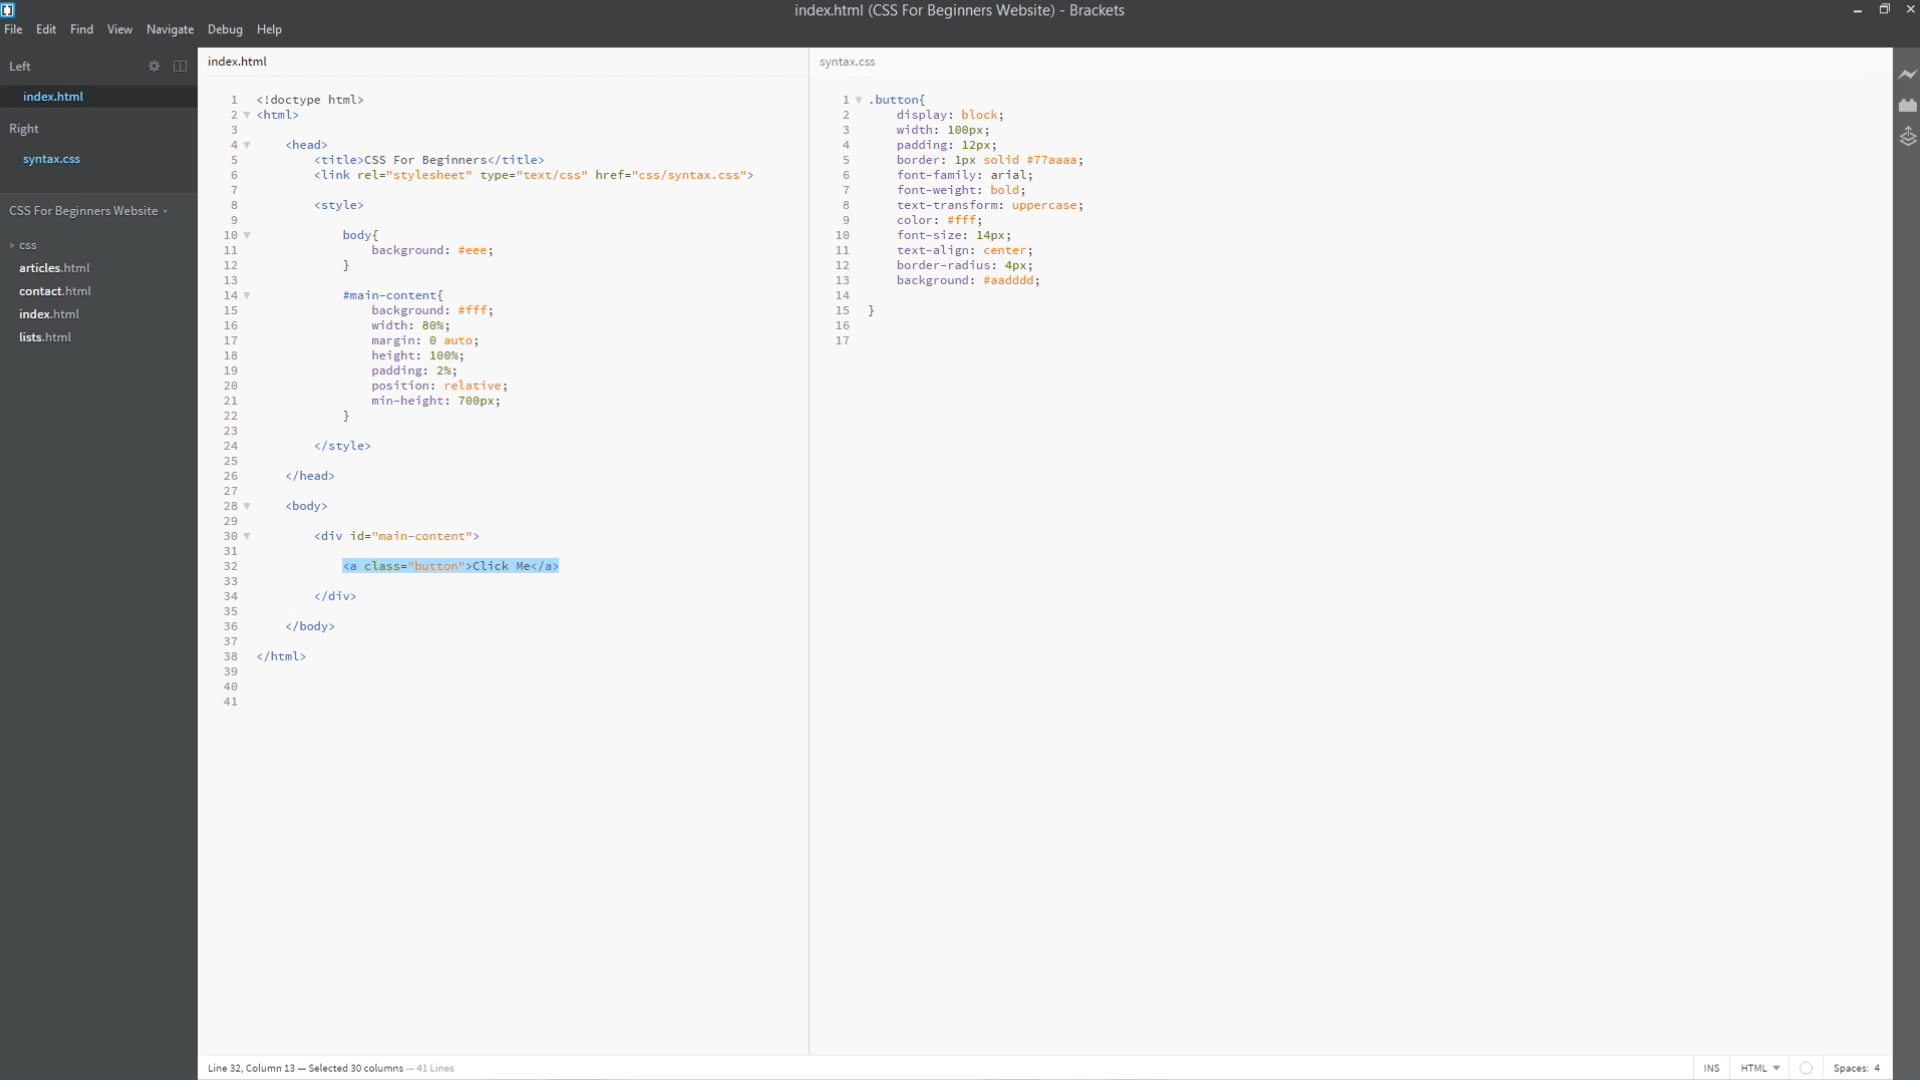 index.html (CSS For Beginners Website) - Brackets
File Edit Find View Navigate Debug Help
Left
index.html
Right
syntax.css
CSS For Beginners Website
css
articles.html
contact.html
index.html
lists.html
index.html
1 <!doctype html>
2 <html>
3
4 <head>
5 <title>CSS For Beginners</title>
6 <link rel="stylesheet" type="text/css" href="css/syntax.css">
7
8 <style>
9
10 body{
11 background: #eee;
12 }
13
14 #main-content{
15 background: #fff;
16 width: 80%;
17 margin: 0 auto;
18 height: 100%;
19 padding: 2%;
20 position: relative;
21 min-height: 700px;
22 }
23
24 </style>
25
26 </head>
27
28 <body>
29
30 <div id="main-content">
31
32 <a class="button">Click Me</a>
33
34 </div>
35
36 </body>
37
38 </html>
39
40
41
syntax.css
1 .button{
2 display: block;
3 width: 100px;
4 padding: 12px;
5 border: 1px solid #77aaaa;
6 font-family: arial;
7 font-weight: bold;
8 text-transform: uppercase;
9 color: #fff;
10 font-size: 14px;
11 text-align: center;
12 border-radius: 4px;
13 background: #aadddd;
14
15 }
16
17
Line 32, Column 13 — Selected 30 columns — 41 Lines
INS HTML Spaces: 4